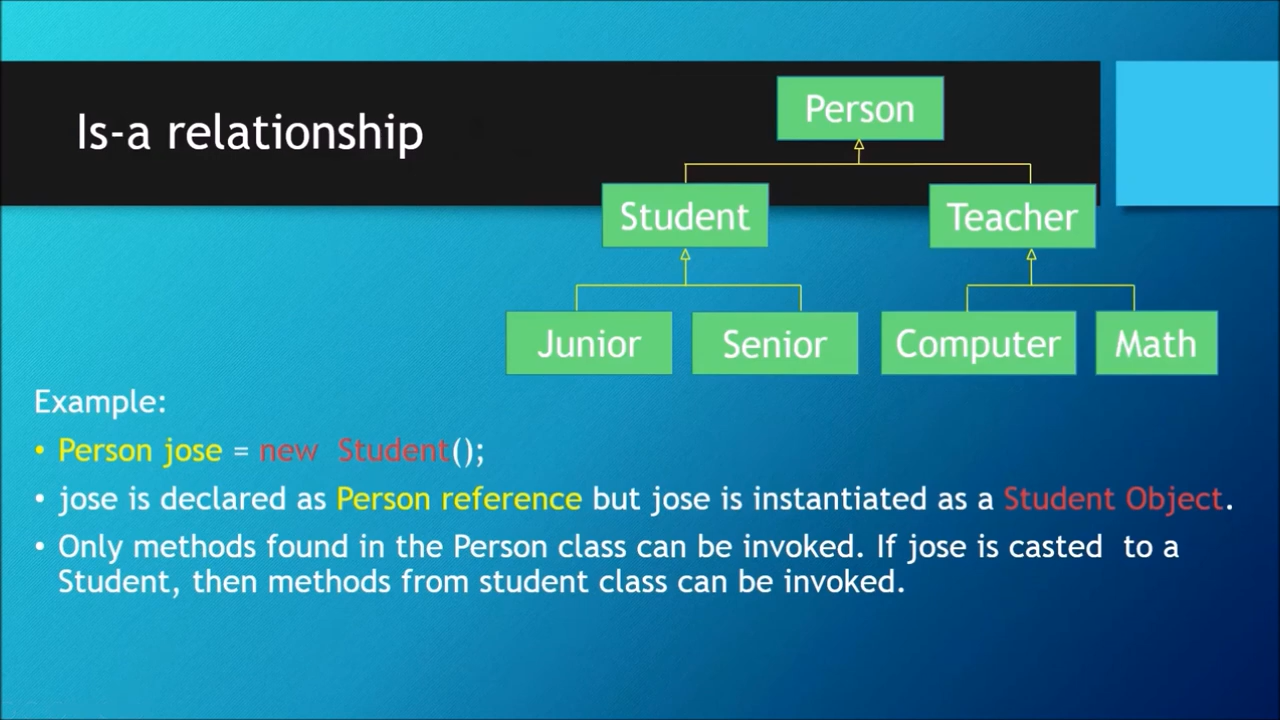 Is-a relationship
Person
Student
Teacher
Junior
Senior
Computer
Math
Example:
• Person jose = new  Student();
• jose is declared as Person reference but jose is instantiated as a Student Object.
• Only methods found in the Person class can be invoked. If jose is casted  to a
Student, then methods from student class can be invoked.